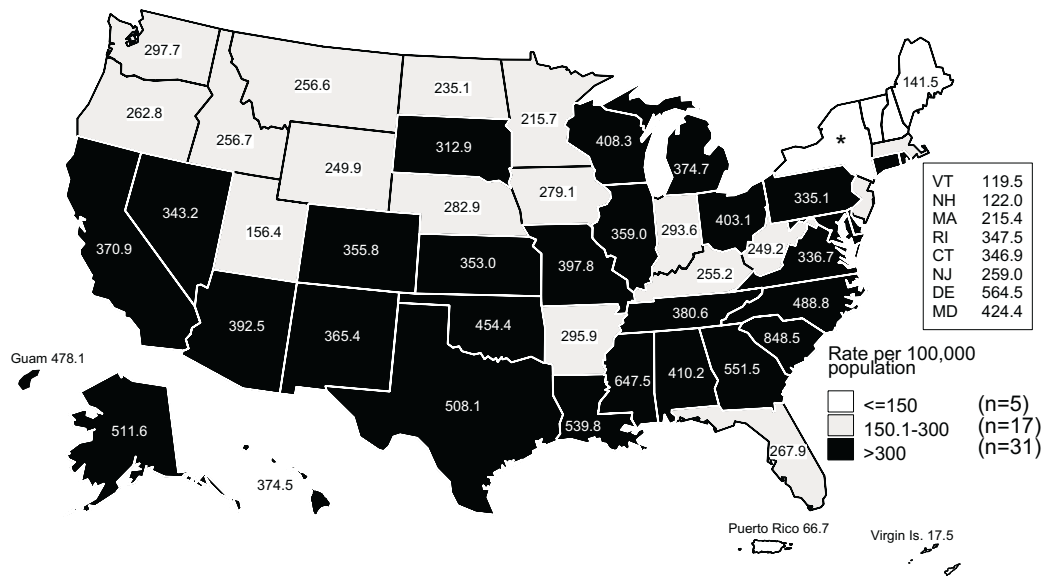 297.7
256.6
235.1
215.7
141.5
262.8
256.7
312.9
408.3
*
249.9
374.7
343.2
282.9
279.1
335.1
156.4
359.0
293.6
403.1
370.9
355.8
353.0
397.8
249.2
336.7
255.2
392.5
365.4
454.4
295.9
380.6
488.8
848.5
647.5
410.2
551.5
508.1
539.8
267.9
VT 119.5
NH 122.0
MA 215.4
RI 347.5
CT 346.9
NJ 259.0
DE 564.5
MD 424.4
Guam 478.1
511.6
374.5
Rate per 100,000
population
<=150 (n=5)
150.1-300 (n=17)
>300 (n=31)
Puerto Rico 66.7
Virgin Is. 17.5